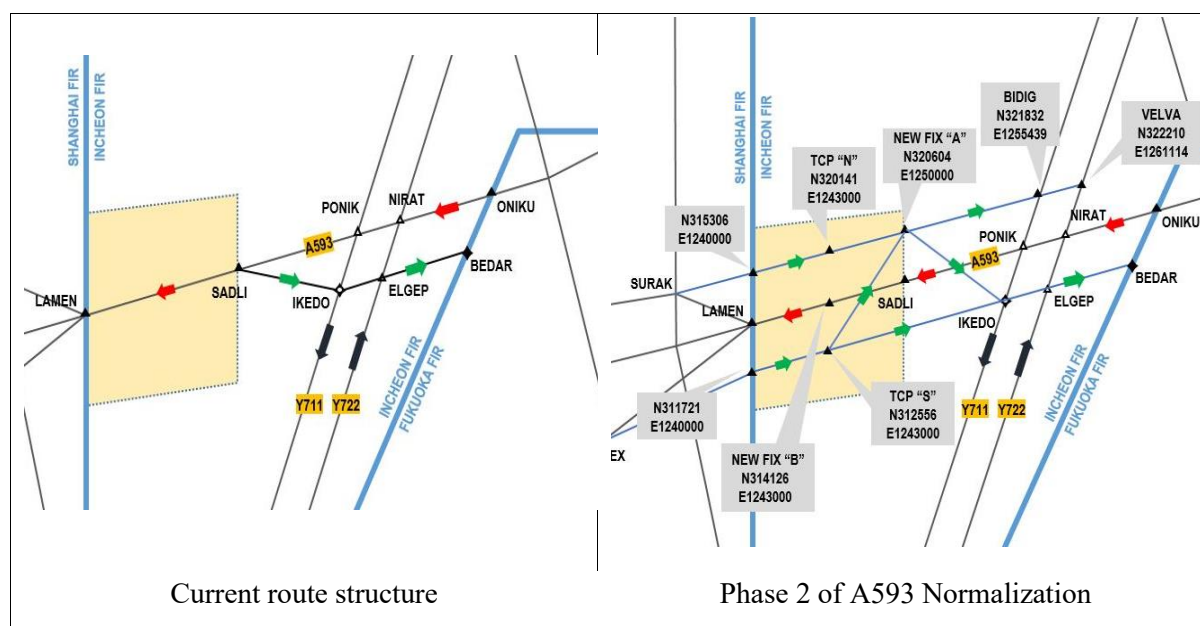 SHANGHAI FIR
INCHEON FIR
PONIK
NIRAT
ONIKU
A593
BEDAR
SADLI
IKEDO
ELGEP
LAMEN
Y711
Y722
INCHEON FIR
FUKUOKA FIR
Current route structure
SHANGHAI FIR
INCHEON FIR
BIDIG
N321832
E1255439
VELVA
N322210
E1261114
NEW FIX “A”
N320604
E1250000
TCP “N”
N320141
E1243000
N315306
E1240000
NIRAT
ONIKU
PONIK
A593
SURAK
BEDAR
SADLI
LAMEN
ELGEP
IKEDO
N311721
E1240000
TCP “S”
N312556
E1243000
Y711
Y722
INCHEON FIR
FUKUOKA FIR
EX
NEW FIX “B”
N314126
E1243000
Phase 2 of A593 Normalization